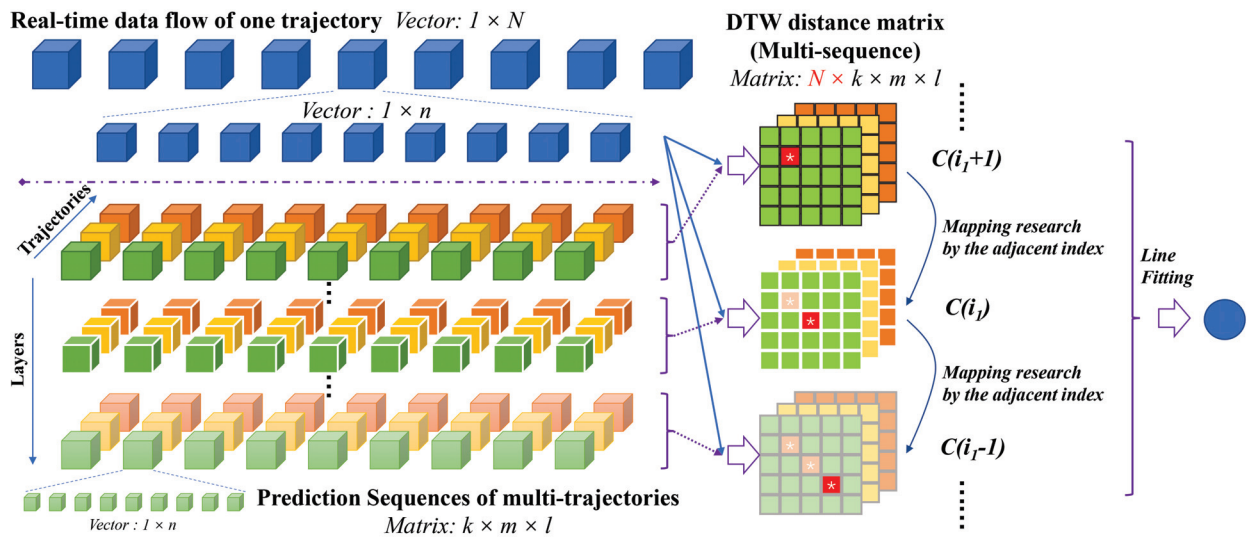 Real-time data flow of one trajectory Vector: 1 × N
Vector : 1 × n
Trajectories
Layers
Vector : 1 × n
Prediction Sequences of multi-trajectories
Matrix: k × m × l
DTW distance matrix
(Multi-sequence)
Matrix: N × k × m × l
*
C(i₁+1)
Mapping research
by the adjacent index
*
*
C(i₁)
Mapping research
by the adjacent index
*
*
*
C(i₁-1)
Line
Fitting